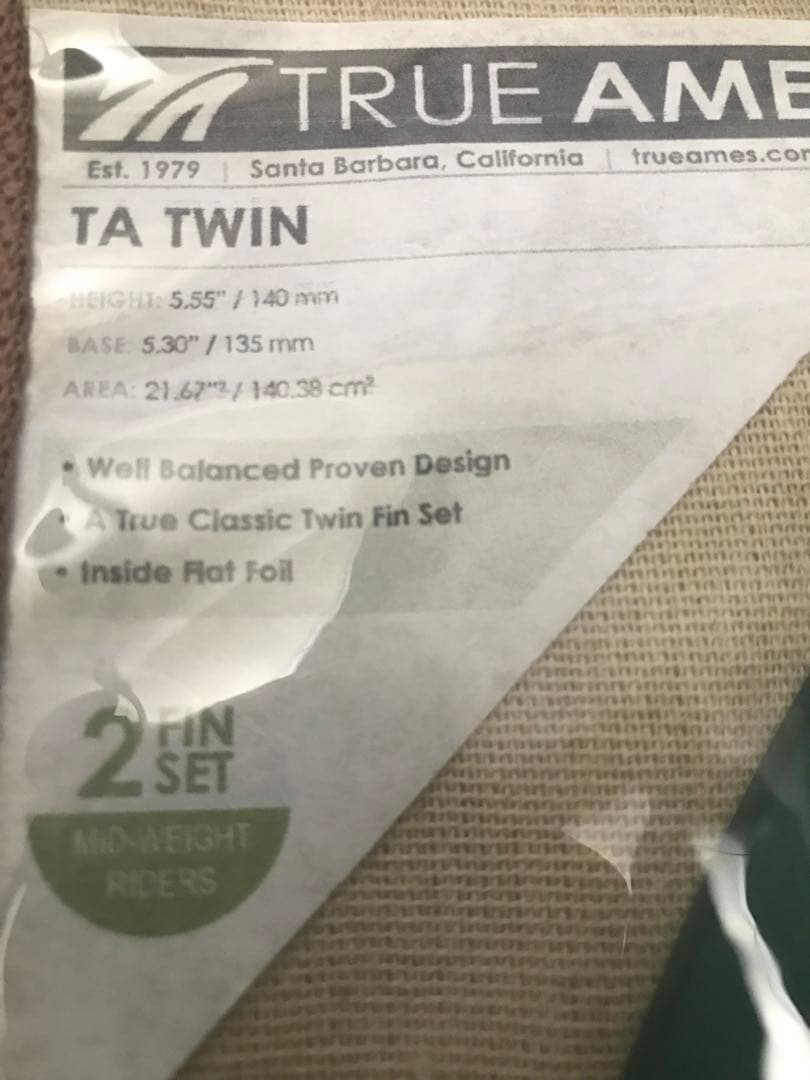 TRUE AME
Est. 1979 | Santa Barbara, California | trueames.cor
TA TWIN
HEIGHT: 5.55" / 140 mm
BASE: 5.30" / 135 mm
AREA: 21.67"² / 140.38 cm²
• Well Balanced Proven Design
• A True Classic Twin Fin Set
• Inside Flat Foil
2 FIN
SET
MID-WEIGHT
RIDERS